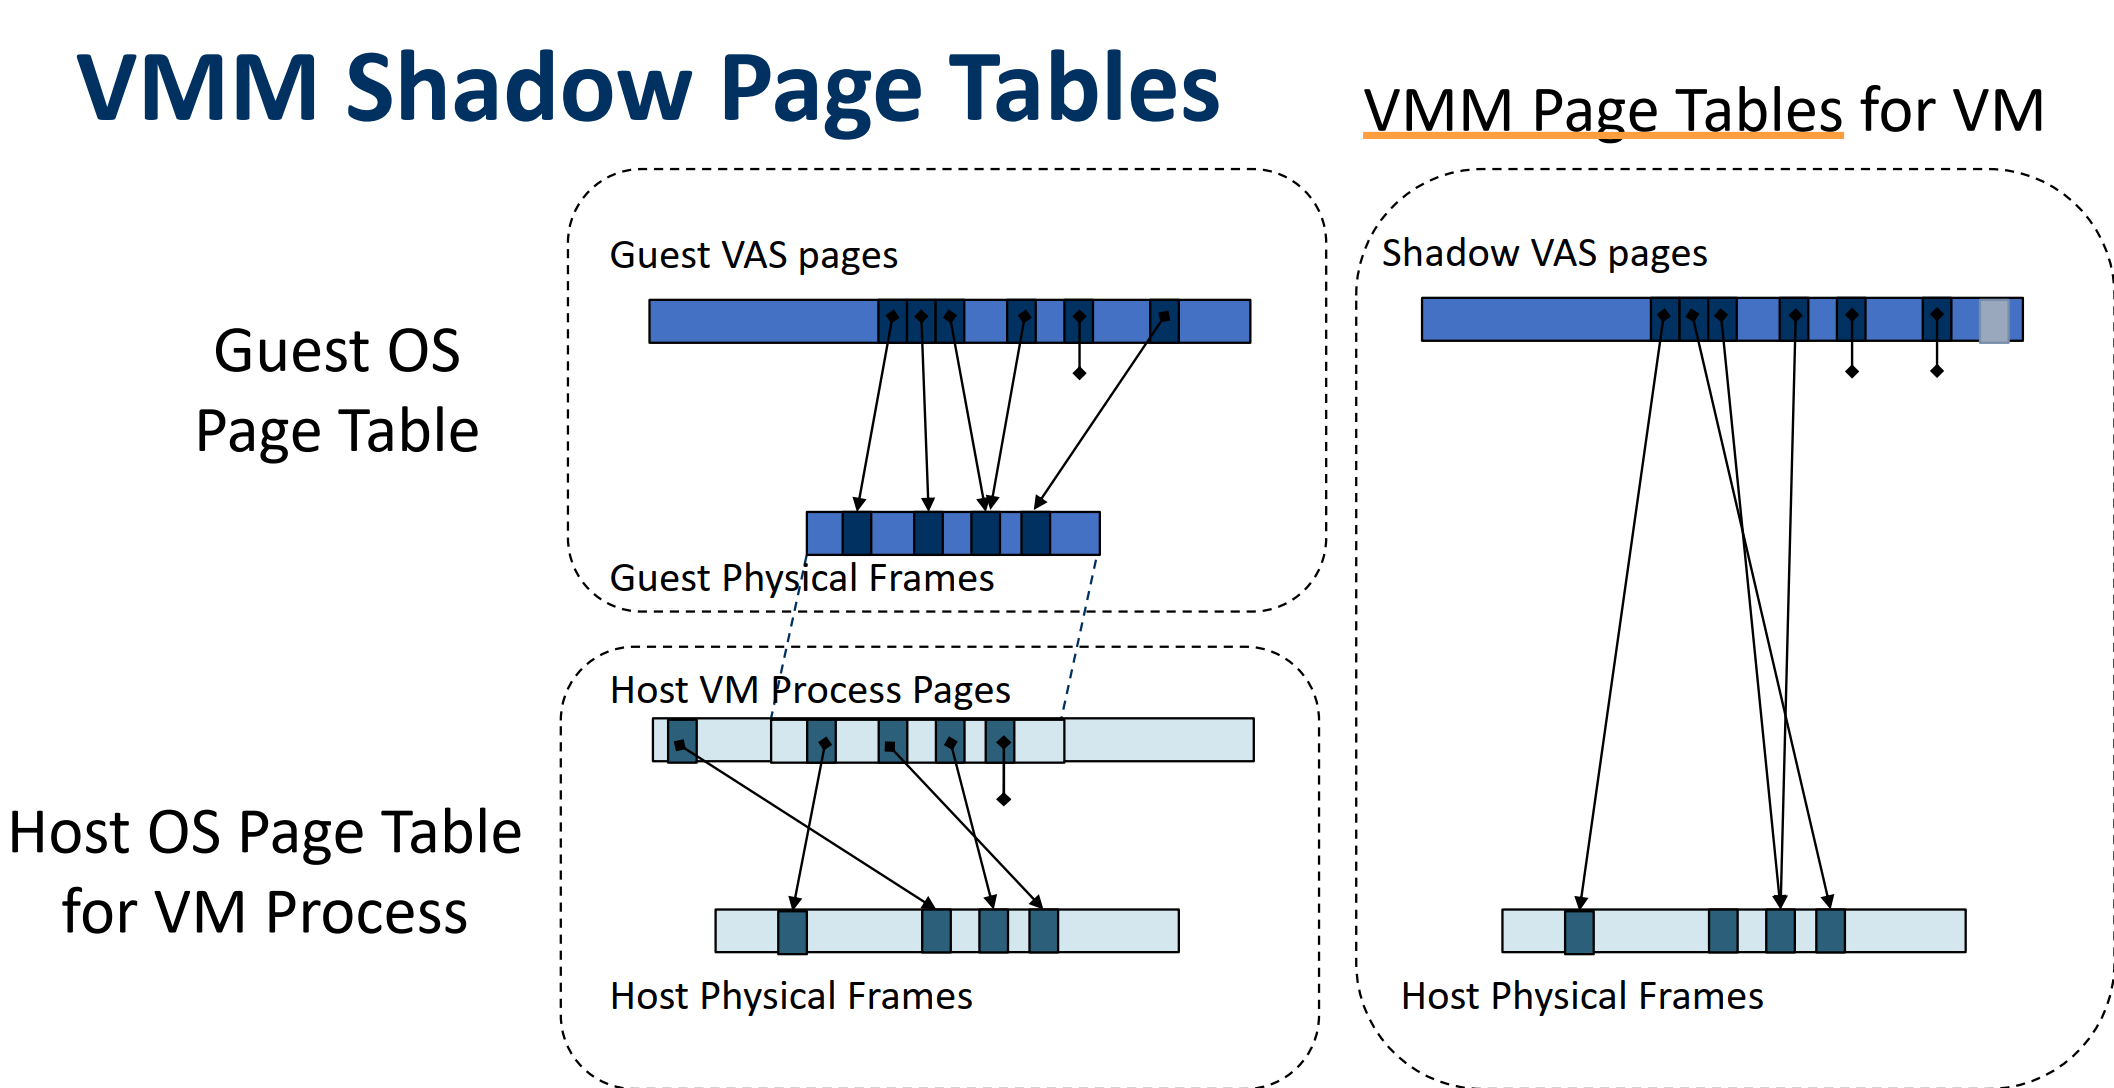 VMM Shadow Page Tables
VMM Page Tables for VM
Guest VAS pages
Shadow VAS pages
Guest OS
Page Table
Guest Physical Frames
Host VM Process Pages
Host OS Page Table
for VM Process
Host Physical Frames
Host Physical Frames